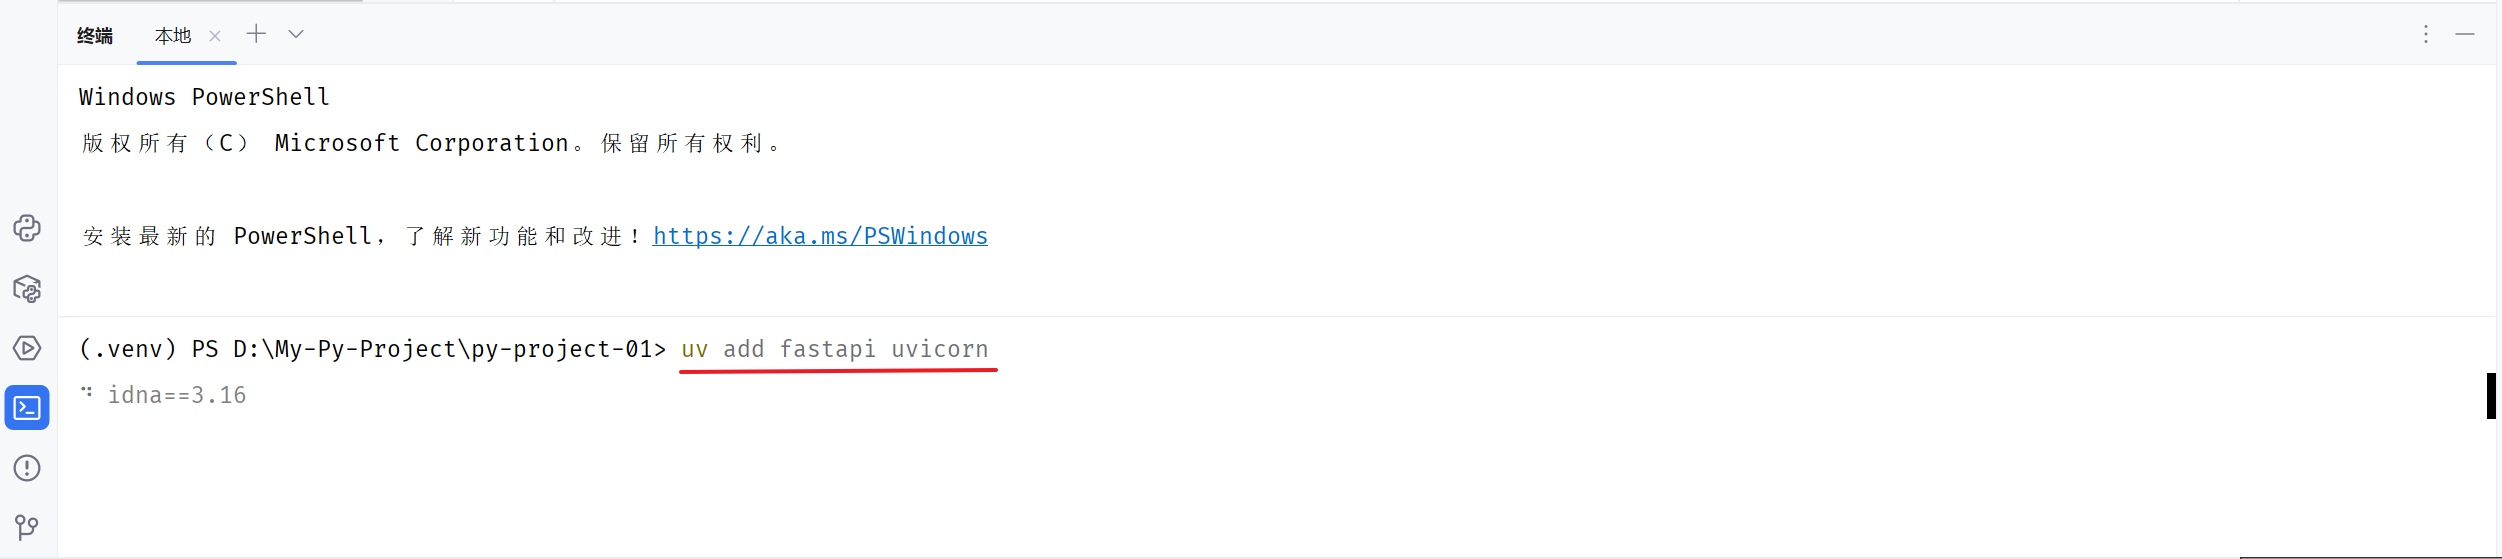 终端 本地
Windows PowerShell
版权所有（C） Microsoft Corporation。保留所有权利。
安装最新的 PowerShell，了解新功能和改进！https://aka.ms/PSWindows
(.venv) PS D:\My-Py-Project\py-project-01> uv add fastapi uvicorn
idna==3.16